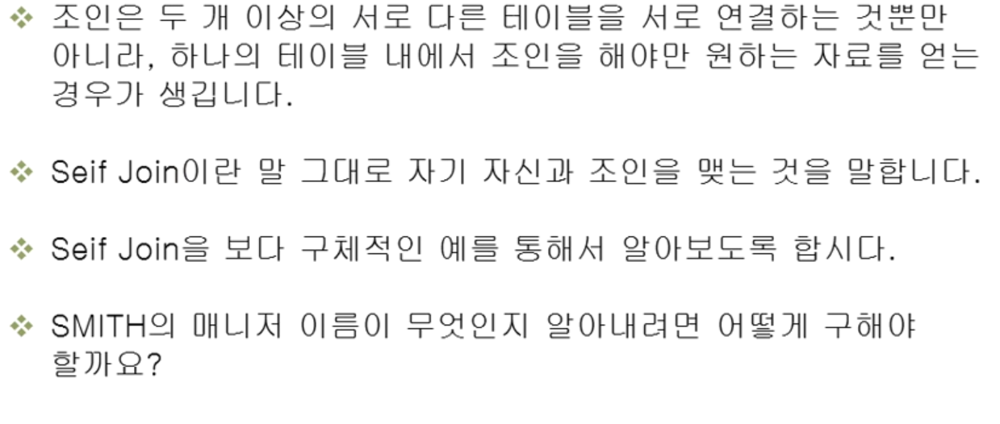 조인은 두 개 이상의 서로 다른 테이블을 서로 연결하는 것뿐만
아니라, 하나의 테이블 내에서 조인을 해야만 원하는 자료를 얻는
경우가 생깁니다.
Seif Join이란 말 그대로 자기 자신과 조인을 맺는 것을 말합니다.
Seif Join을 보다 구체적인 예를 통해서 알아보도록 합시다.
SMITH의 매니저 이름이 무엇인지 알아내려면 어떻게 구해야
할까요?